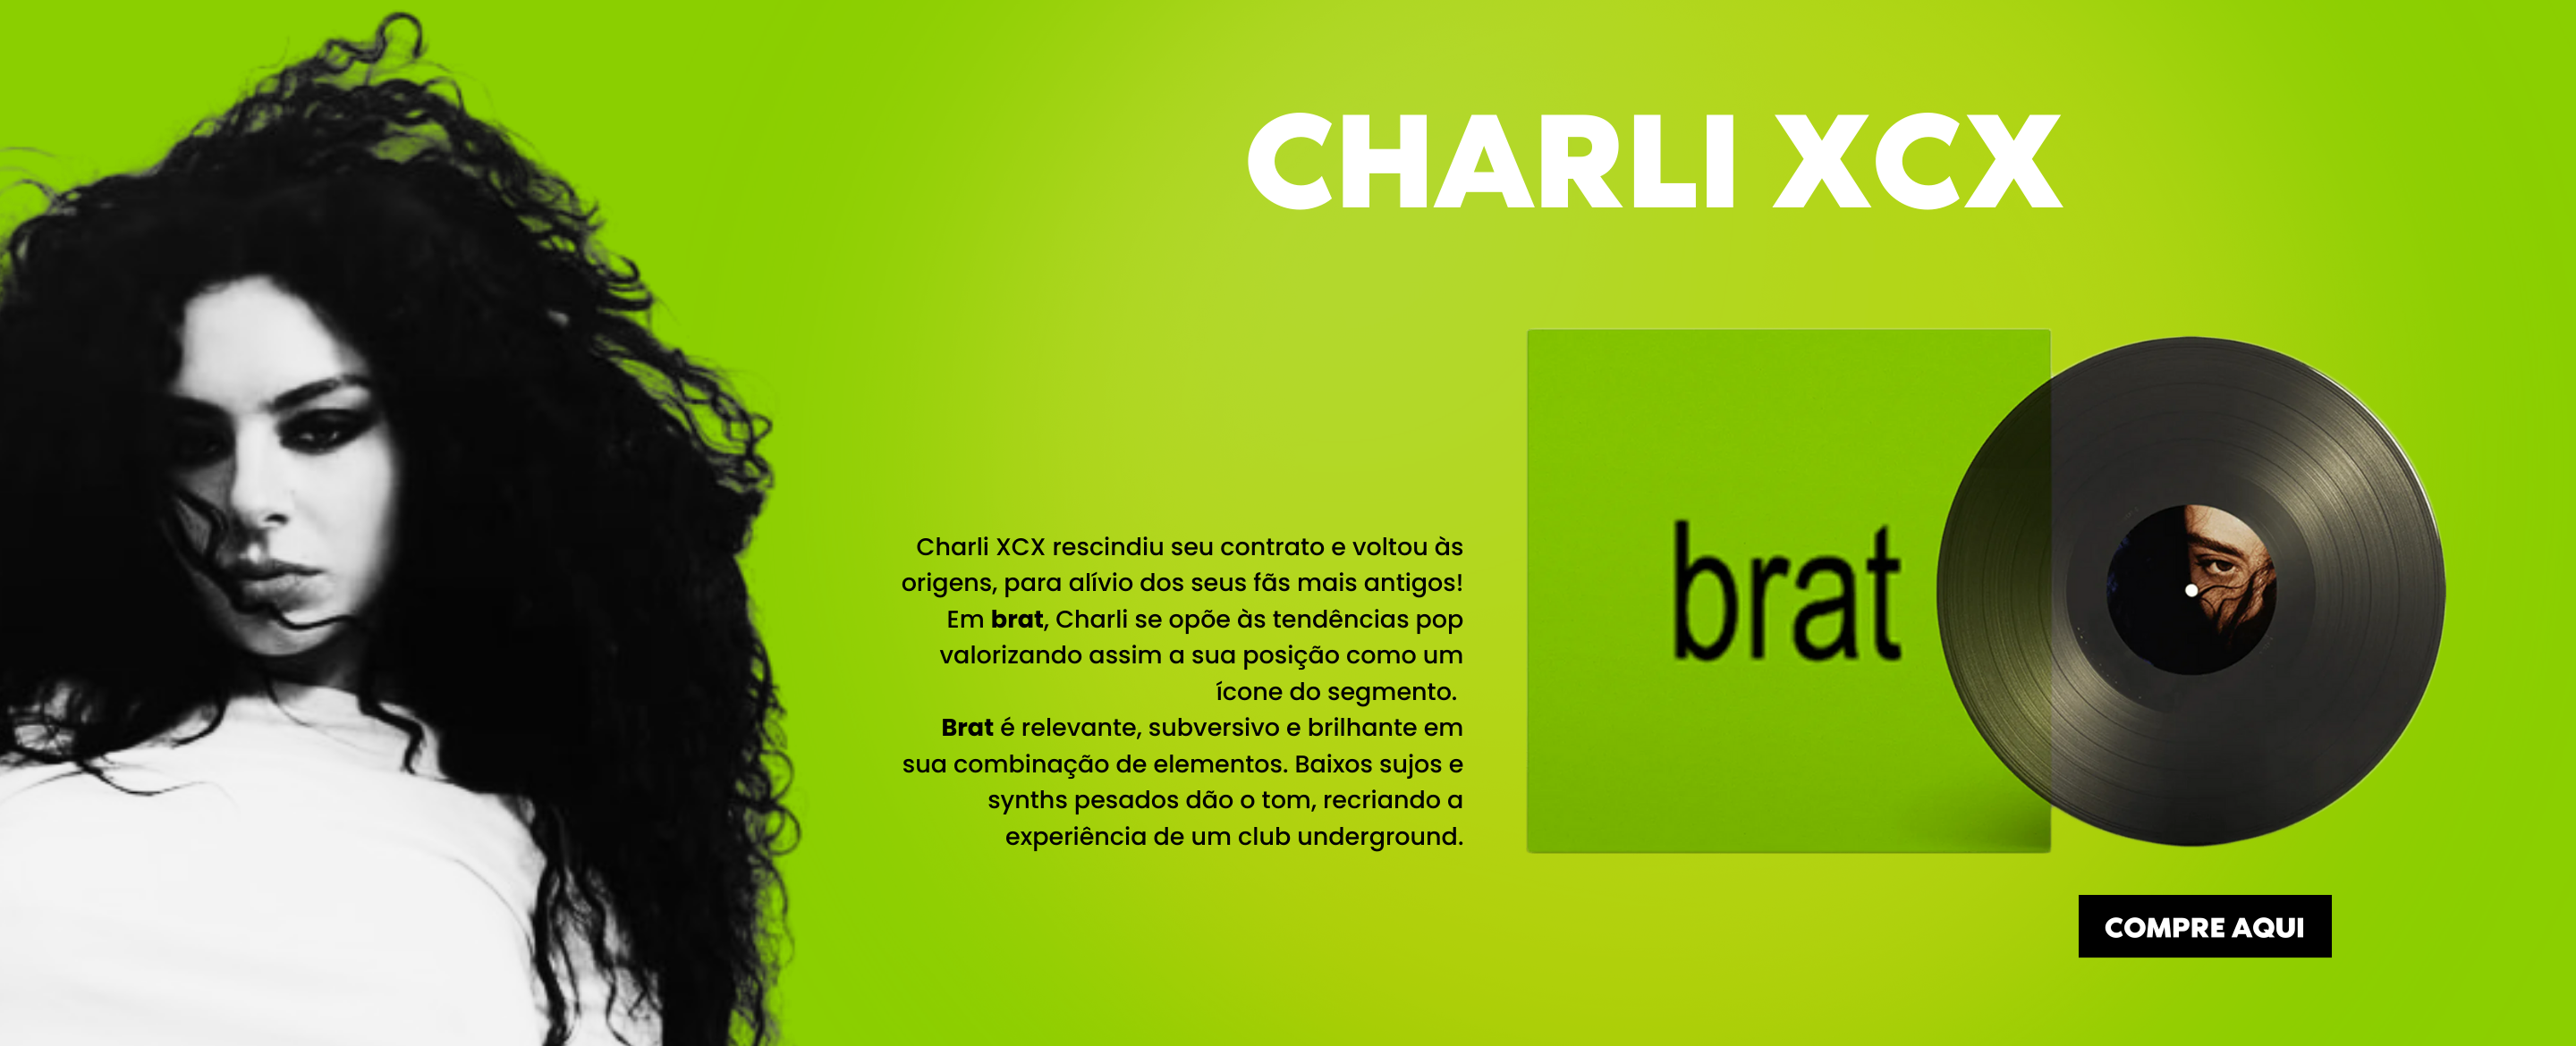 CHARLI XCX
Charli XCX rescindiu seu contrato e voltou às
origens, para alívio dos seus fãs mais antigos!
Em brat, Charli se opõe às tendências pop
valorizando assim a sua posição como um
ícone do segmento.
Brat é relevante, subversivo e brilhante em
sua combinação de elementos. Baixos sujos e
synths pesados dão o tom, recriando a
experiência de um club underground.
brat
COMPRE AQUI